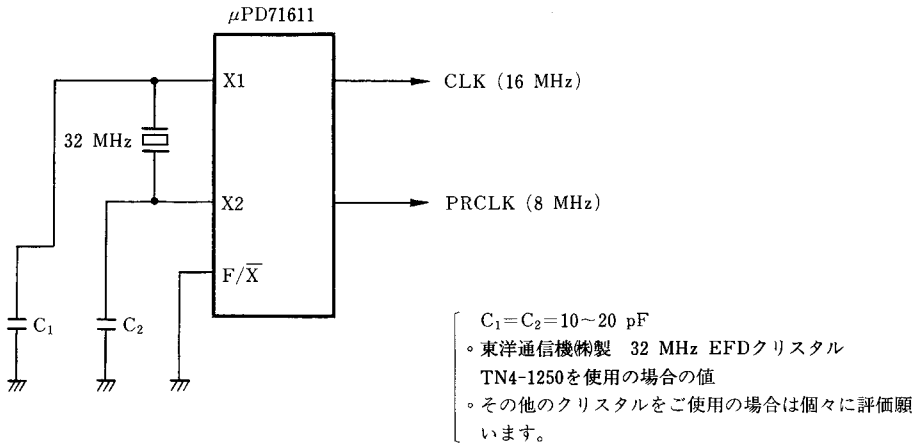 μPD71611
X1
CLK (16 MHz)
32 MHz
X2
PRCLK (8 MHz)
F/X̅
C₁
C₂
C₁=C₂=10~20 pF
◦東洋通信機㈱製 32 MHz EFDクリスタル
TN4-1250を使用の場合の値
◦その他のクリスタルをご使用の場合は個々に評価願
います。